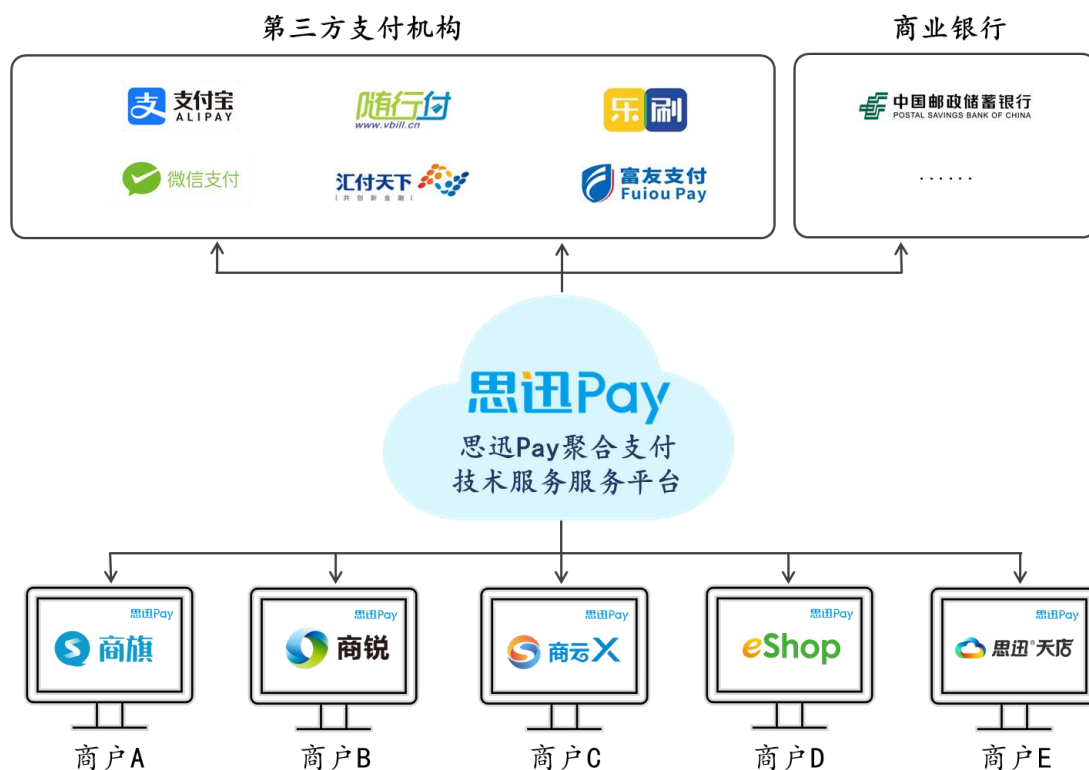 第三方支付机构
商业银行
支付宝
ALIPAY
随行付
www.vbill.cn
乐刷
中国邮政储蓄银行
POSTAL SAVINGS BANK OF CHINA
微信支付
汇付天下
共创新金融
富友支付
Fuiou Pay
......
思迅Pay
思迅Pay聚合支付
技术服务服务平台
思迅Pay
商旗
思迅Pay
商锐
思迅Pay
商云X
思迅Pay
eShop
思迅Pay
思迅®天店
商户A
商户B
商户C
商户D
商户E